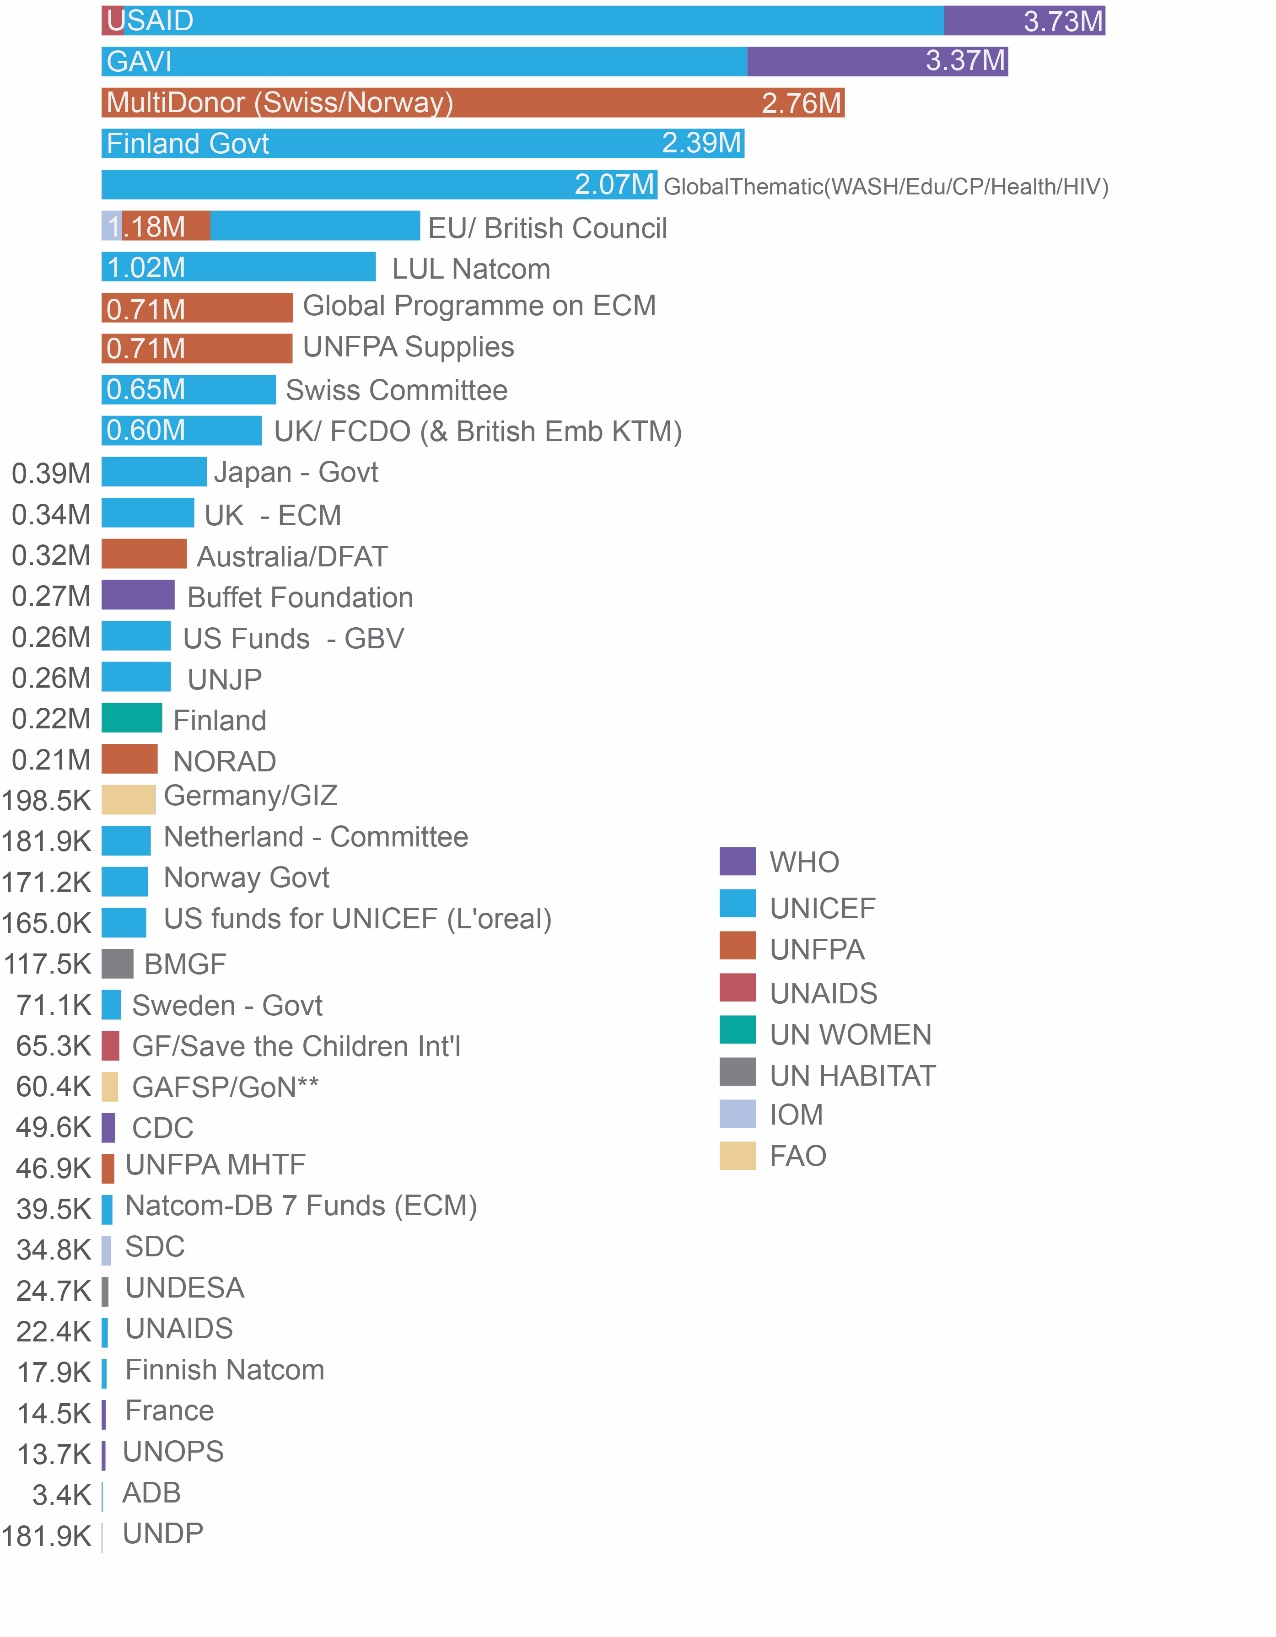 USAID 3.73M
GAVI 3.37M
MultiDonor (Swiss/Norway) 2.76M
Finland Govt 2.39M
2.07M GlobalThematic(WASH/Edu/CP/Health/HIV)
1.18M EU/ British Council
1.02M LUL Natcom
0.71M Global Programme on ECM
0.71M UNFPA Supplies
0.65M Swiss Committee
0.60M UK/ FCDO (& British Emb KTM)
0.39M Japan - Govt
0.34M UK - ECM
0.32M Australia/DFAT
0.27M Buffet Foundation
0.26M US Funds - GBV
0.26M UNJP
0.22M Finland
0.21M NORAD
198.5K Germany/GIZ
181.9K Netherland - Committee
171.2K Norway Govt
165.0K US funds for UNICEF (L'oreal)
117.5K BMGF
71.1K Sweden - Govt
65.3K GF/Save the Children Int'l
60.4K GAFSP/GoN**
49.6K CDC
46.9K UNFPA MHTF
39.5K Natcom-DB 7 Funds (ECM)
34.8K SDC
24.7K UNDESA
22.4K UNAIDS
17.9K Finnish Natcom
14.5K France
13.7K UNOPS
3.4K ADB
181.9K UNDP
WHO
UNICEF
UNFPA
UNAIDS
UN WOMEN
UN HABITAT
IOM
FAO